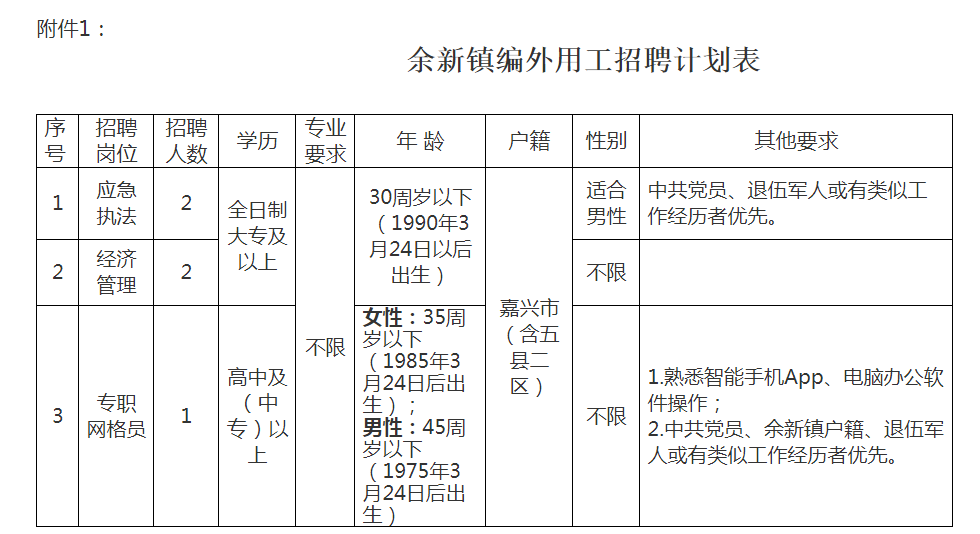 附件1：
余新镇编外用工招聘计划表
序
号
招聘
岗位
招聘
人数
学历
专业
要求
年 龄
户籍
性别
其他要求
1
应急
执法
2
全日制
大专及
以上
不限
30周岁以下
（1990年3
月24日以后
出生）
嘉兴市
（含五
县二
区）
适合
男性
中共党员、退伍军人或有类似工
作经历者优先。
2
经济
管理
2
不限
3
专职
网格员
1
高中及
（中
专）以
上
女性：35周
岁以下
（1985年3
月24日后出
生）；
男性：45周
岁以下
（1975年3
月24日后出
生）
不限
1.熟悉智能手机App、电脑办公软
件操作；
2.中共党员、余新镇户籍、退伍军
人或有类似工作经历者优先。